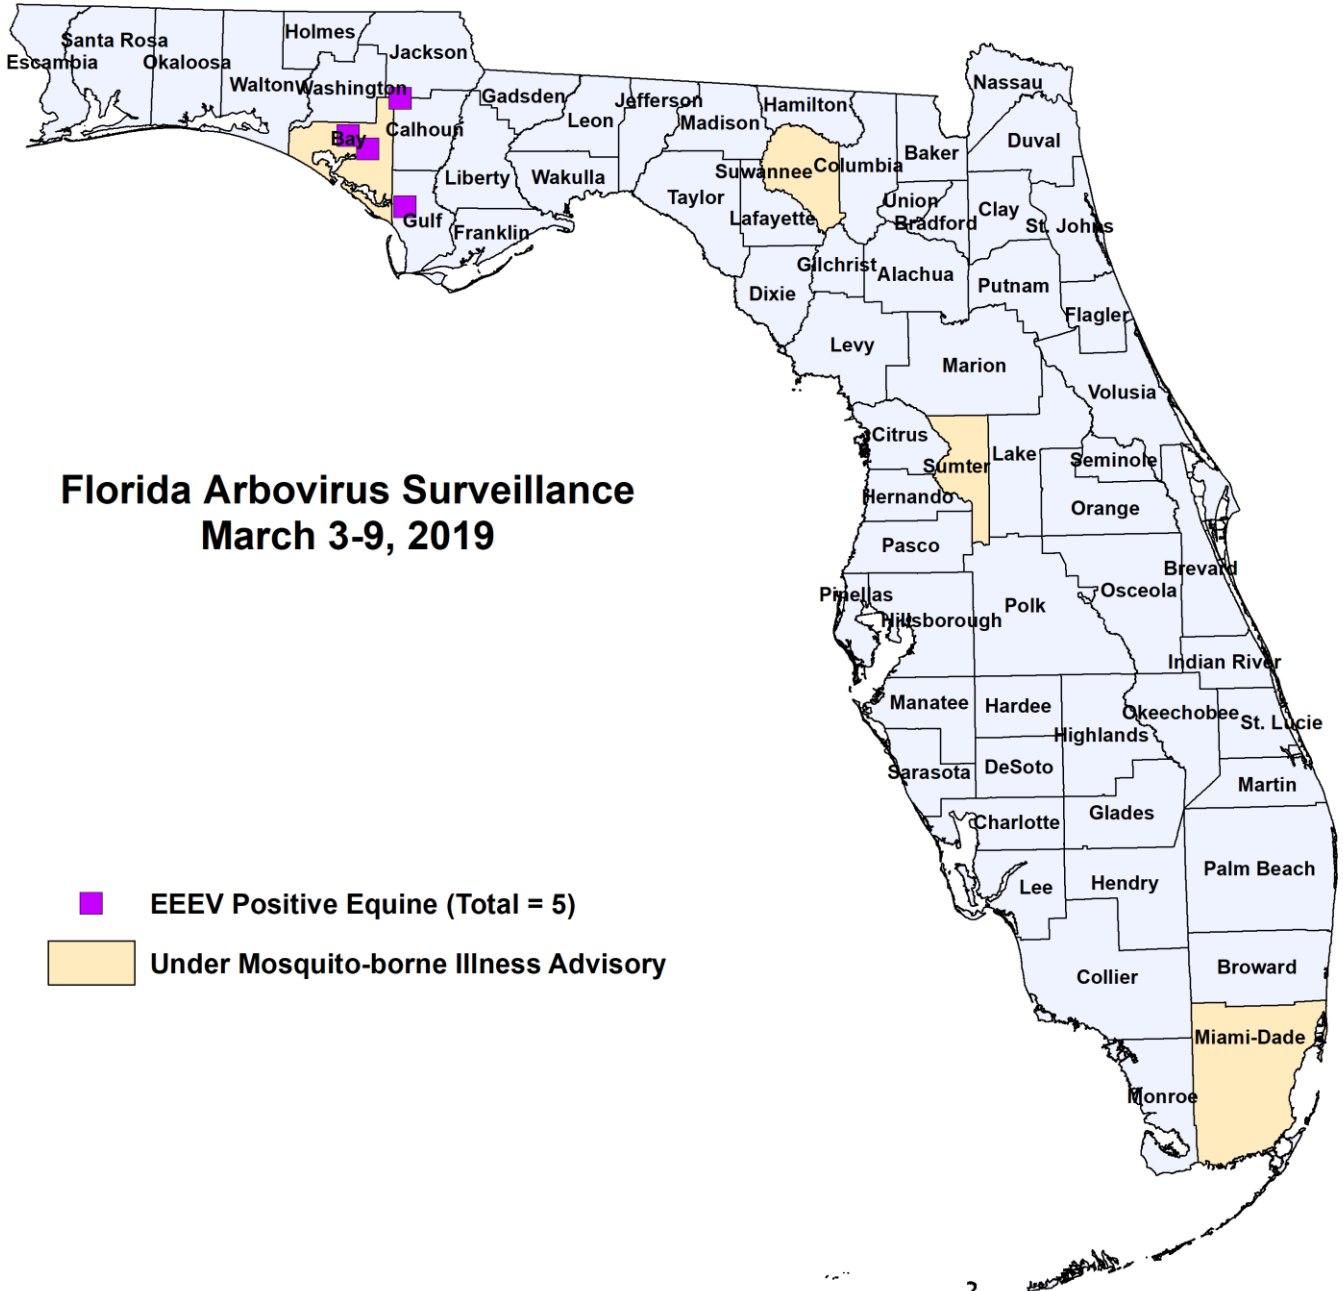 Holmes
Jackson
Santa Rosa
Escambia
Okaloosa
Walton
Washington
Nassau
Gadsden
Jefferson
Hamilton
Leon
Madison
Calhoun
Bay
Duval
Baker
Columbia
Suwannee
Liberty
Wakulla
Taylor
Union
Lafayette
Clay
Bradford
St. Johns
Gulf
Franklin
Gilchrist
Alachua
Putnam
Dixie
Flagler
Levy
Marion
Volusia
Citrus
Lake
Sumter
Seminole
Florida Arbovirus Surveillance
March 3-9, 2019
Hernando
Orange
Pasco
Brevard
Osceola
Pinellas
Polk
Hillsborough
Indian River
Manatee
Hardee
Okeechobee
St. Lucie
Highlands
Sarasota
DeSoto
Martin
Glades
Charlotte
Palm Beach
Lee
Hendry
EEEV Positive Equine (Total = 5)
Under Mosquito-borne Illness Advisory
Broward
Collier
Miami-Dade
Monroe